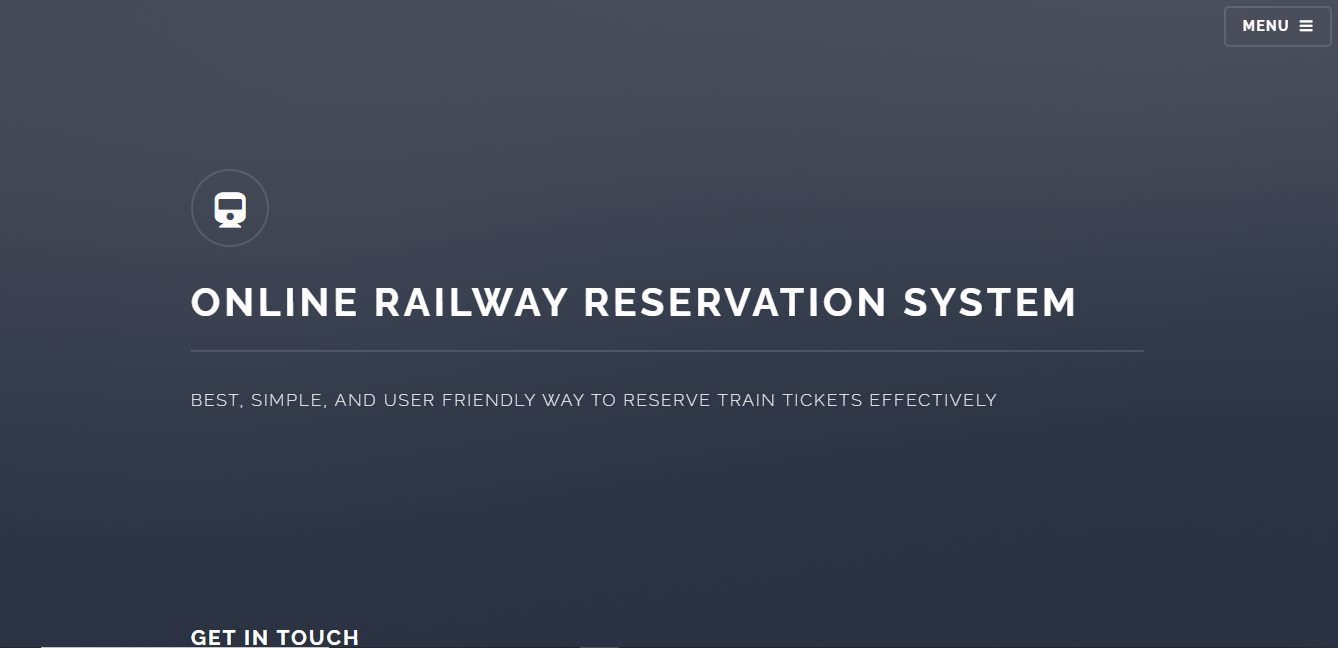 MENU
ONLINE RAILWAY RESERVATION SYSTEM
BEST, SIMPLE, AND USER FRIENDLY WAY TO RESERVE TRAIN TICKETS EFFECTIVELY
GET IN TOUCH